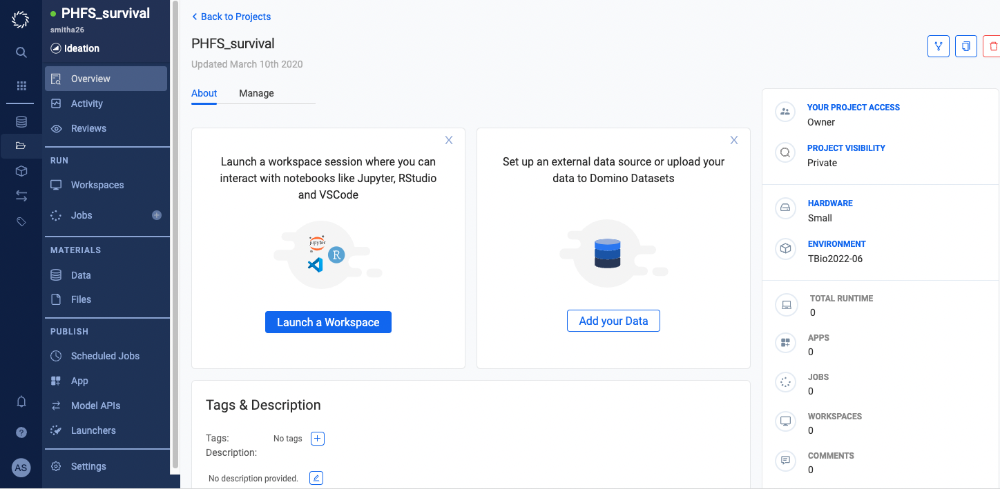 PHFS_survival
smitha26
Ideation
Overview
Activity
Reviews
RUN
Workspaces
Jobs
MATERIALS
Data
Files
PUBLISH
Scheduled Jobs
App
Model APIs
Launchers
Settings
?
AS
Back to Projects
PHFS_survival
Updated March 10th 2020
About Manage
X
Launch a workspace session where you can
interact with notebooks like Jupyter, RStudio
and VSCode
jupyter
R
Launch a Workspace
X
Set up an external data source or upload your
data to Domino Datasets
Add your Data
Tags & Description
Tags: No tags
Description:
No description provided.
YOUR PROJECT ACCESS
Owner
PROJECT VISIBILITY
Private
HARDWARE
Small
ENVIRONMENT
TBio2022-06
TOTAL RUNTIME
0
APPS
0
JOBS
0
WORKSPACES
0
COMMENTS
0